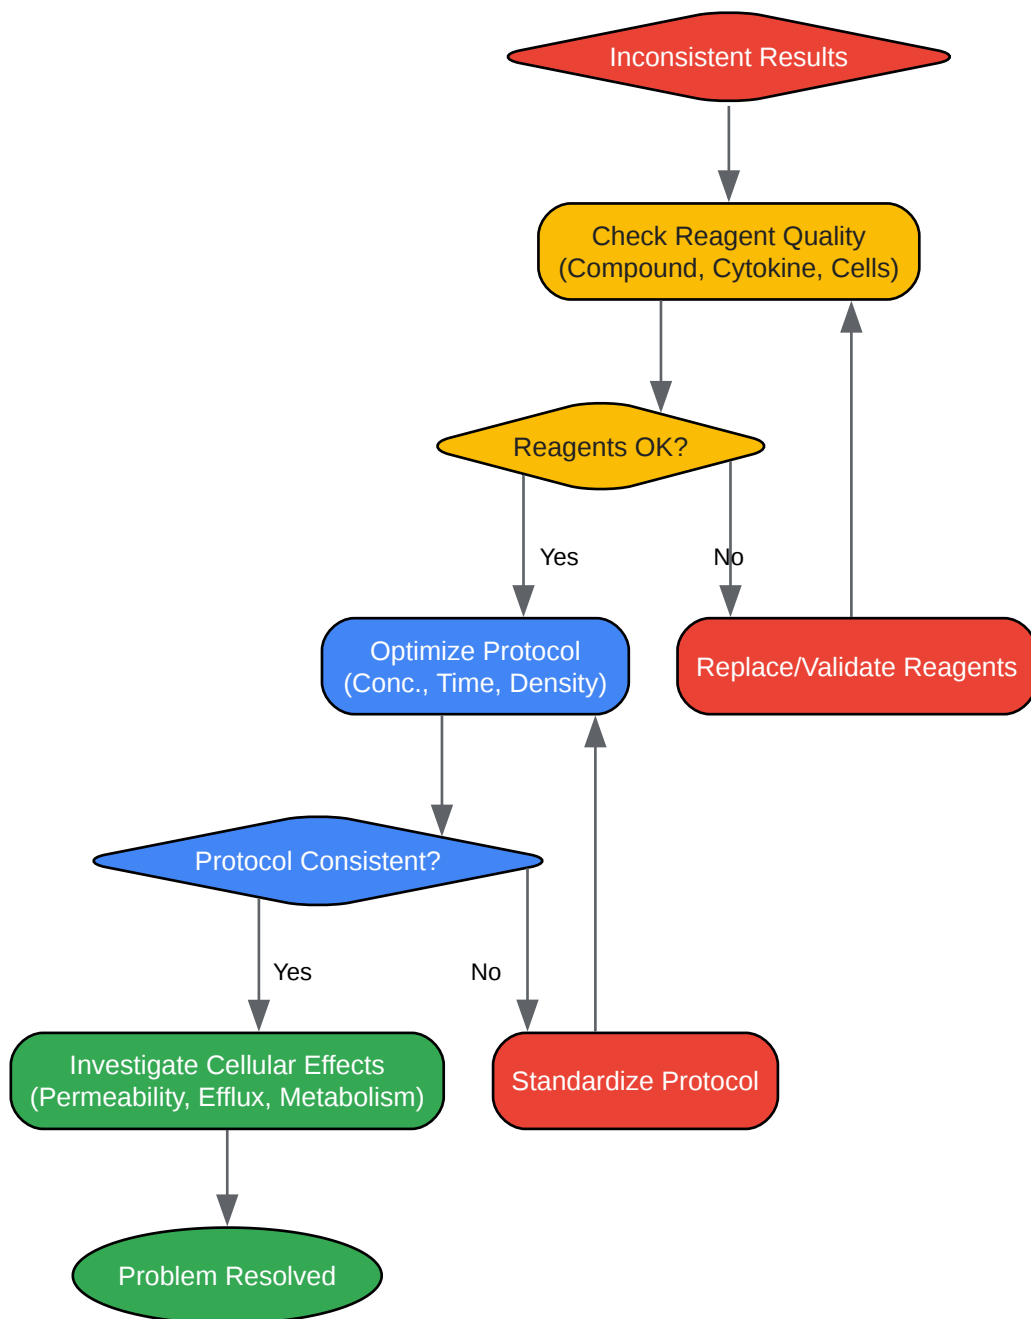 Inconsistent Results
Check Reagent Quality
(Compound, Cytokine, Cells)
Reagents OK?
Yes
No
Optimize Protocol
(Conc., Time, Density)
Replace/Validate Reagents
Protocol Consistent?
Yes
No
Investigate Cellular Effects
(Permeability, Efflux, Metabolism)
Standardize Protocol
Problem Resolved